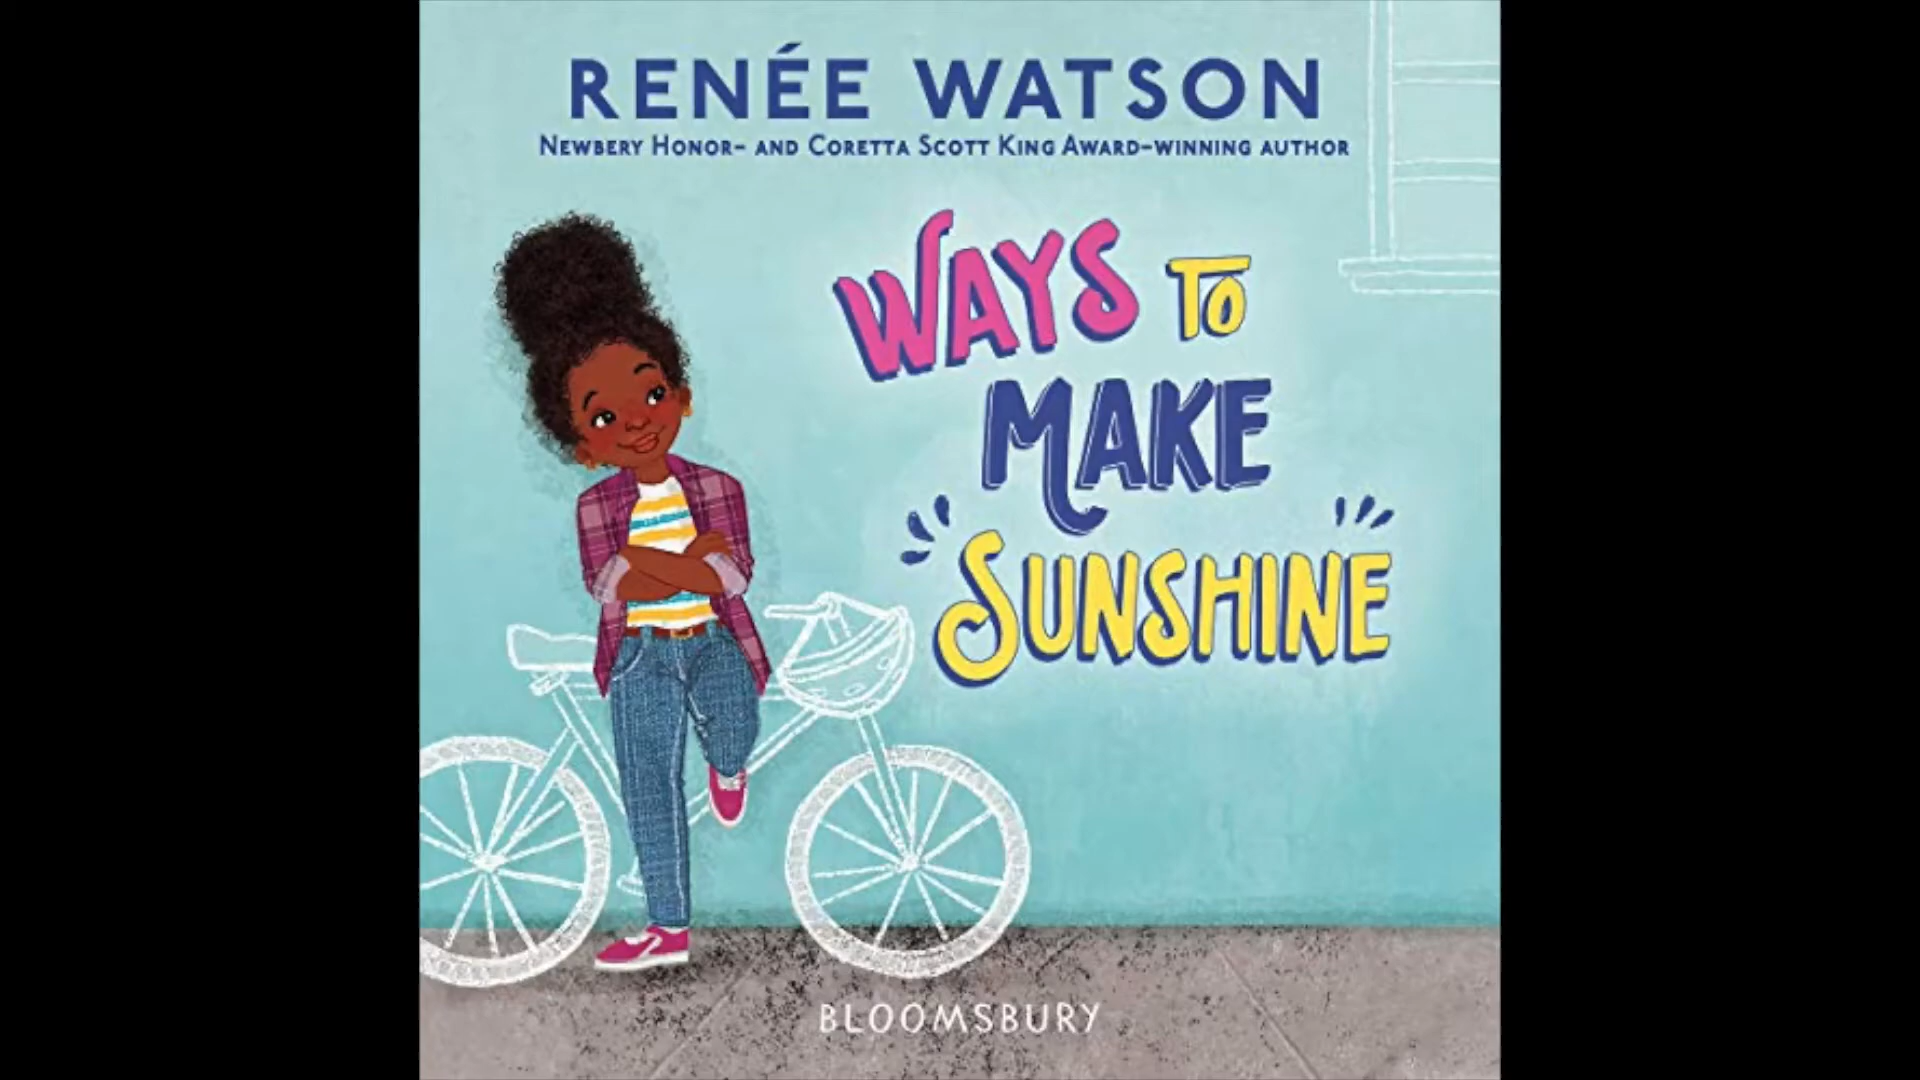 RENÉE WATSON
NEWBERY HONOR- AND CORETTA SCOTT KING AWARD-WINNING AUTHOR
WAYS TO
MAKE
SUNSHINE
BLOOMSBURY